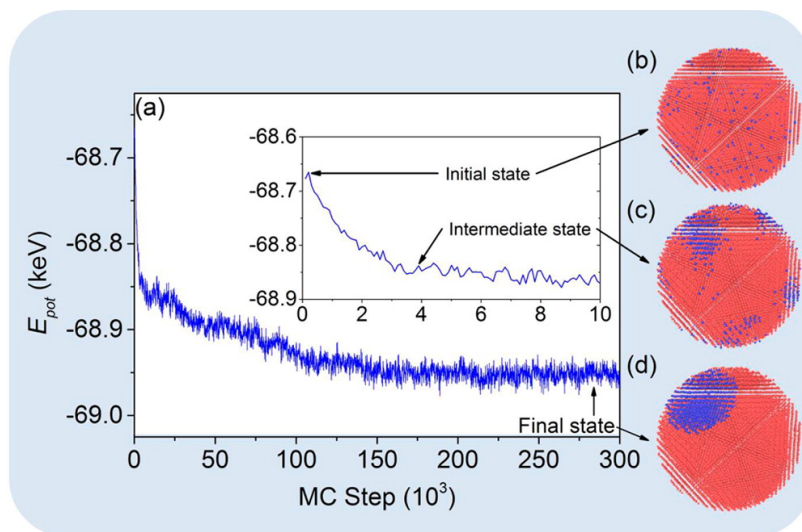 (a)
-68.7
-68.8
-68.9
-69.0
E_pot (keV)
0 50 100 150 200 250 300
MC Step (10³)
-68.6
-68.7
-68.8
-68.9
0 2 4 6 8 10
Initial state
Intermediate state
Final state
(b)
(c)
(d)